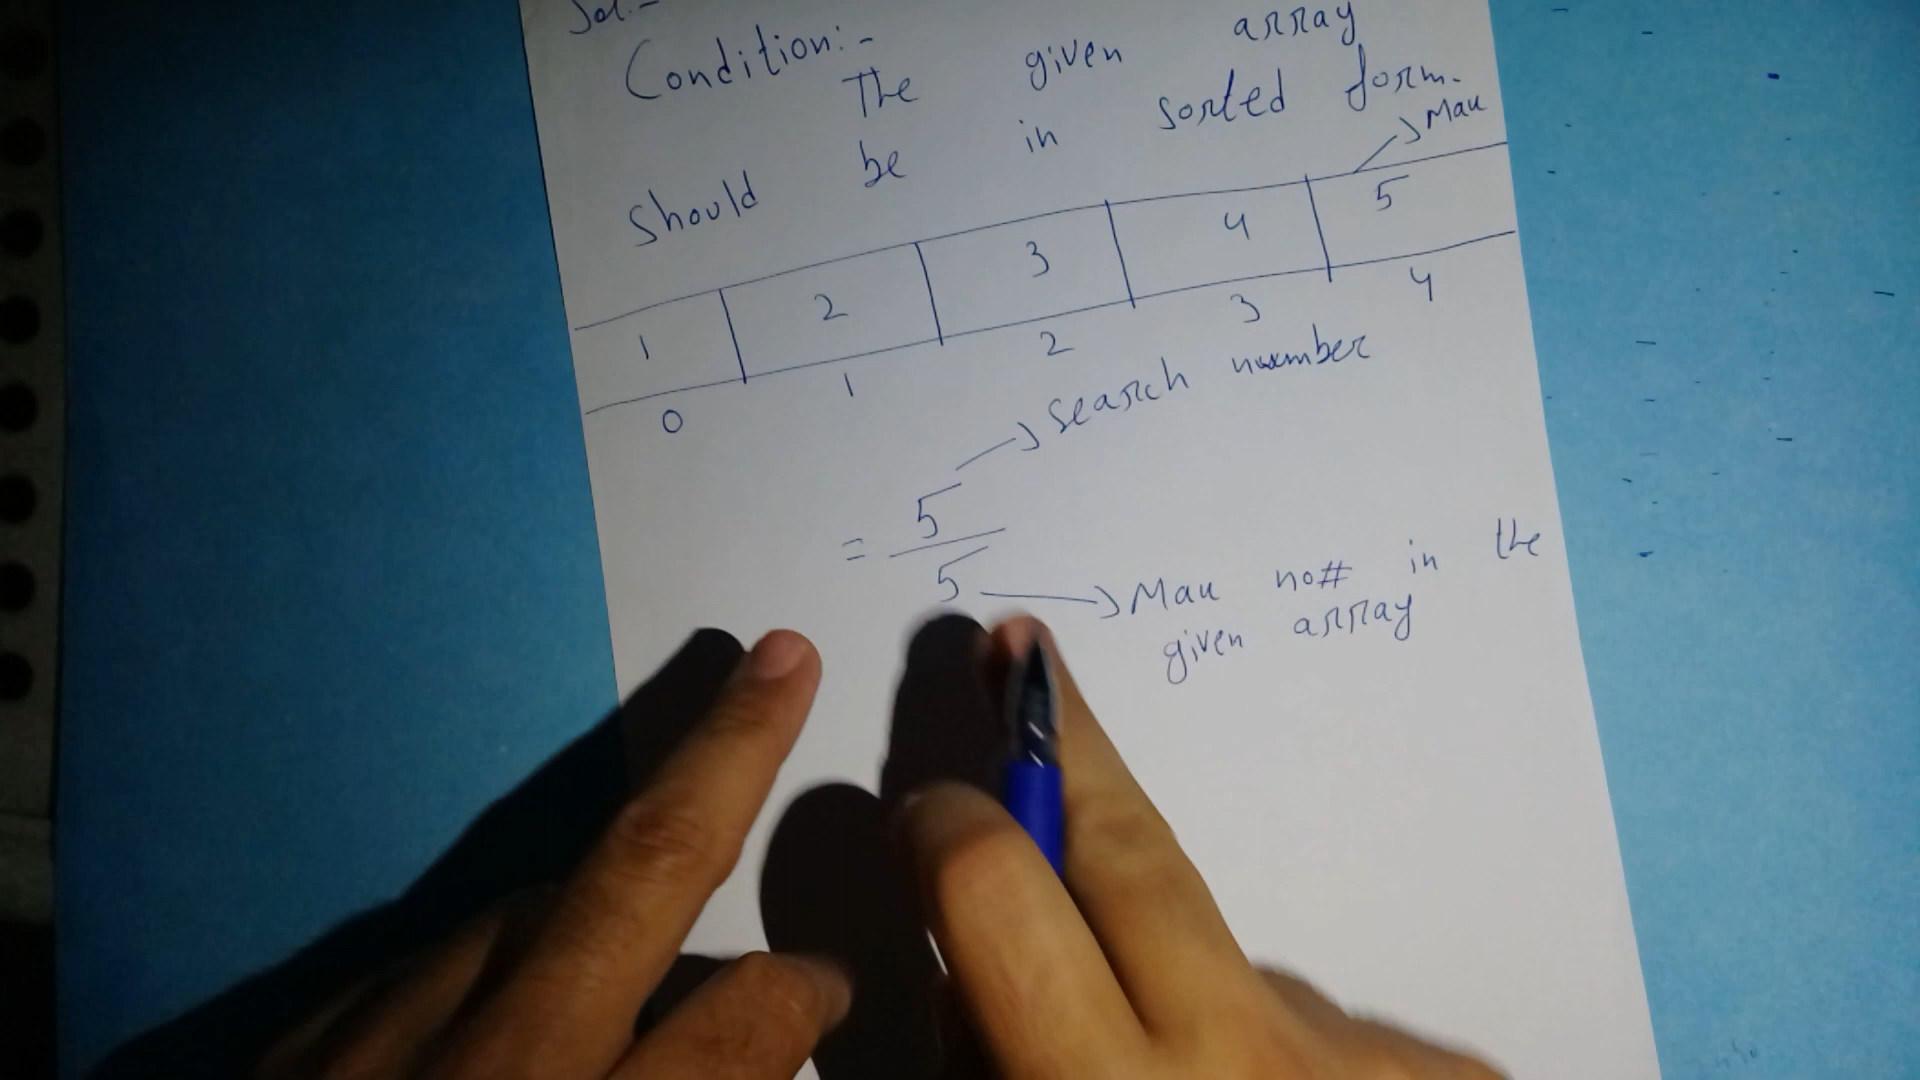 Sol:-
Condition:-
The given array
Should be in sorted form.
Max
1 2 3 4 5
0 1 2 3 4
Search number
= 5
5
Max no# in the
given array